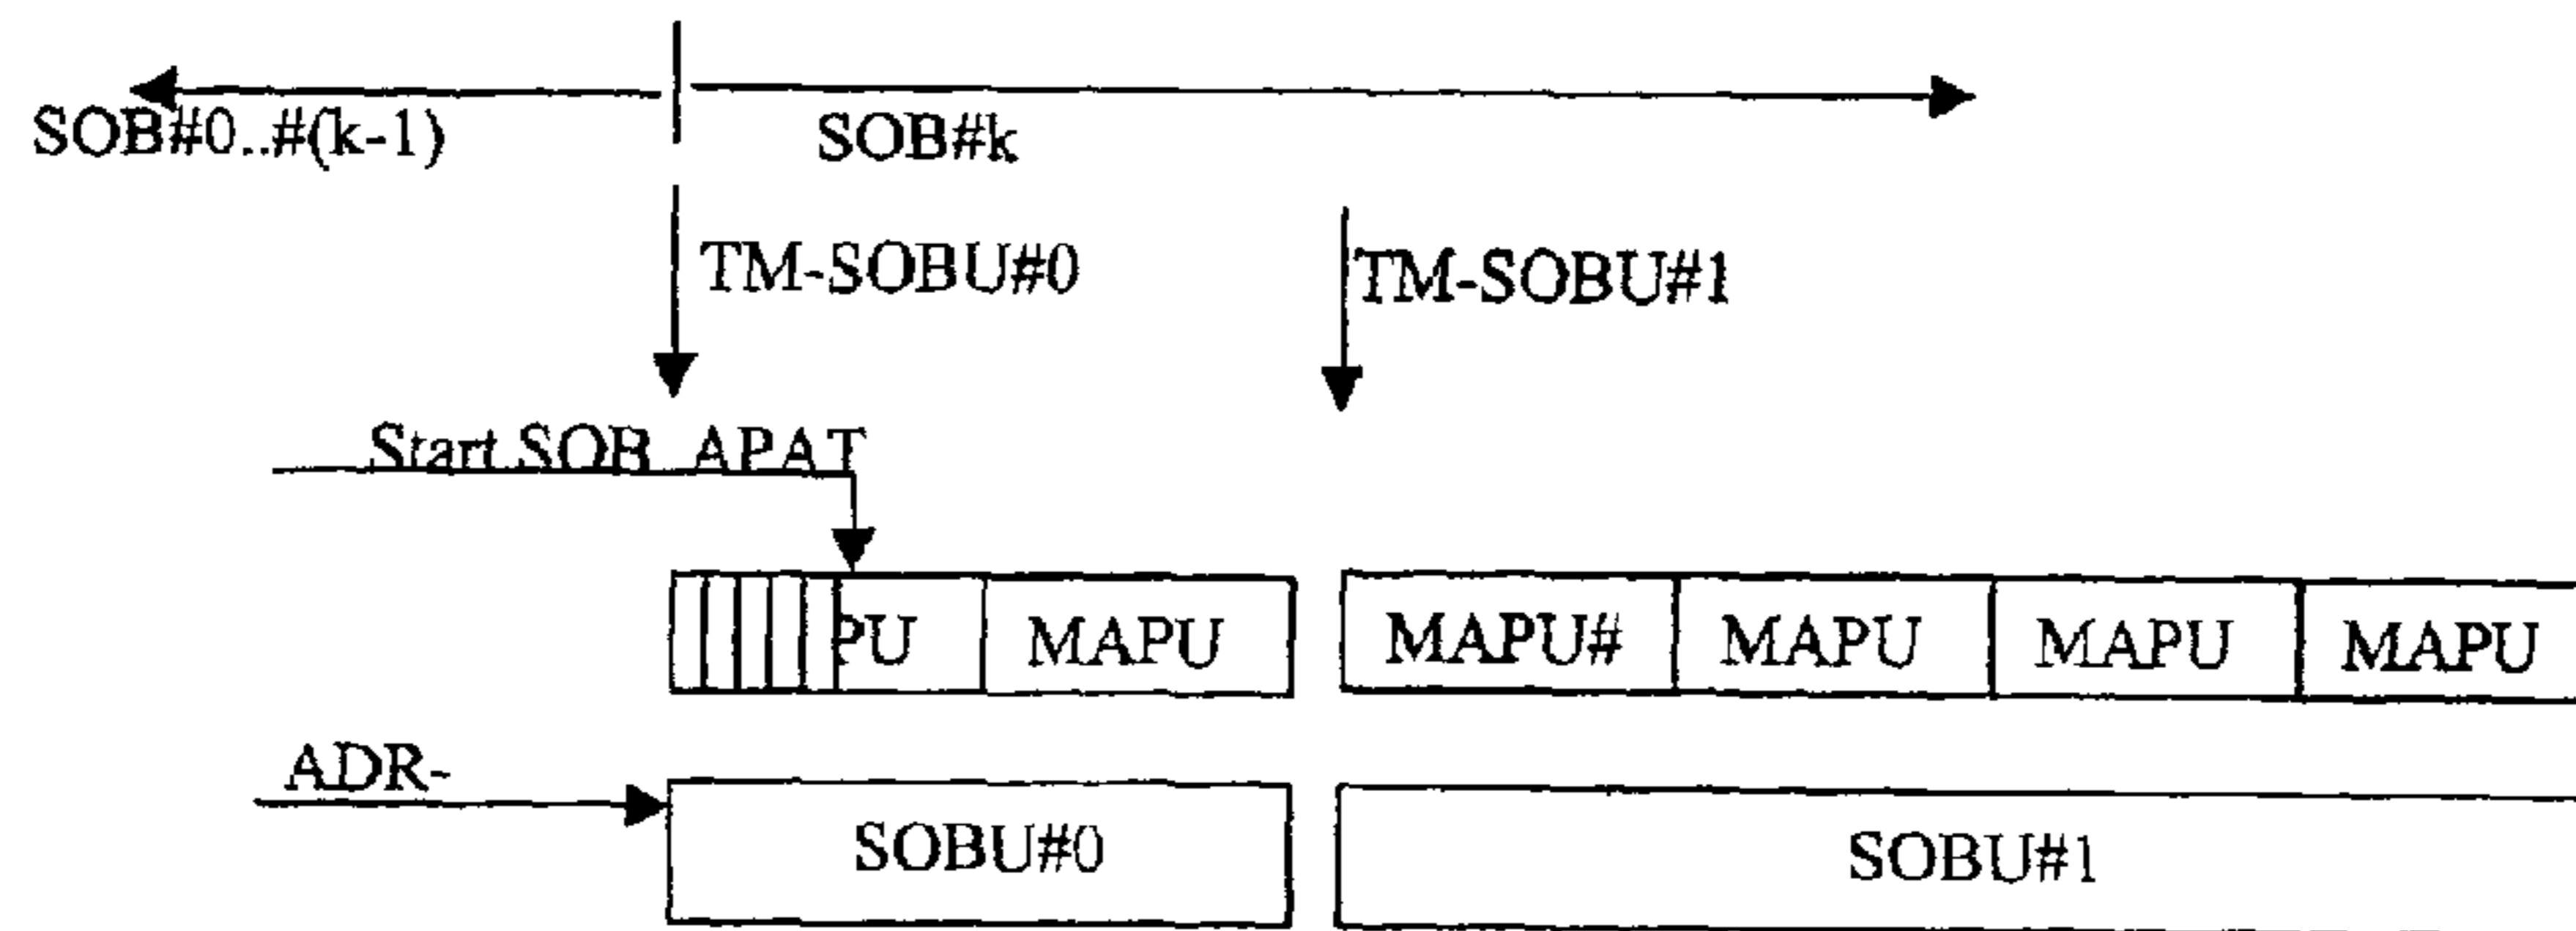 SOB#0..#(k-1)
SOB#k
TM-SOBU#0
TM-SOBU#1
Start SOB APAT
PU MAPU MAPU# MAPU MAPU MAPU
ADR-
SOBU#0
SOBU#1